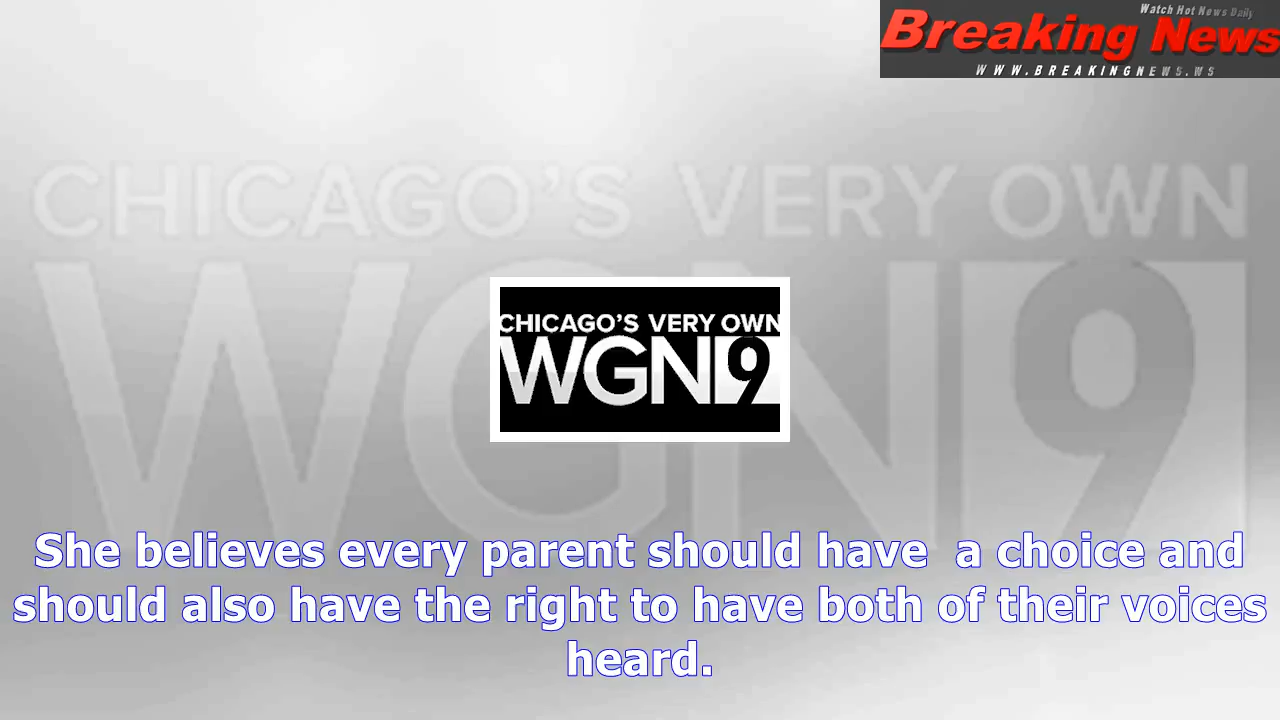 Watch Hot News Daily
Breaking News
WWW.BREAKINGNEWS.WS
CHICAGO'S VERY OWN
WGN9
CHICAGO'S VERY OWN
WGN9
She believes every parent should have  a choice and
should also have the right to have both of their voices
heard.